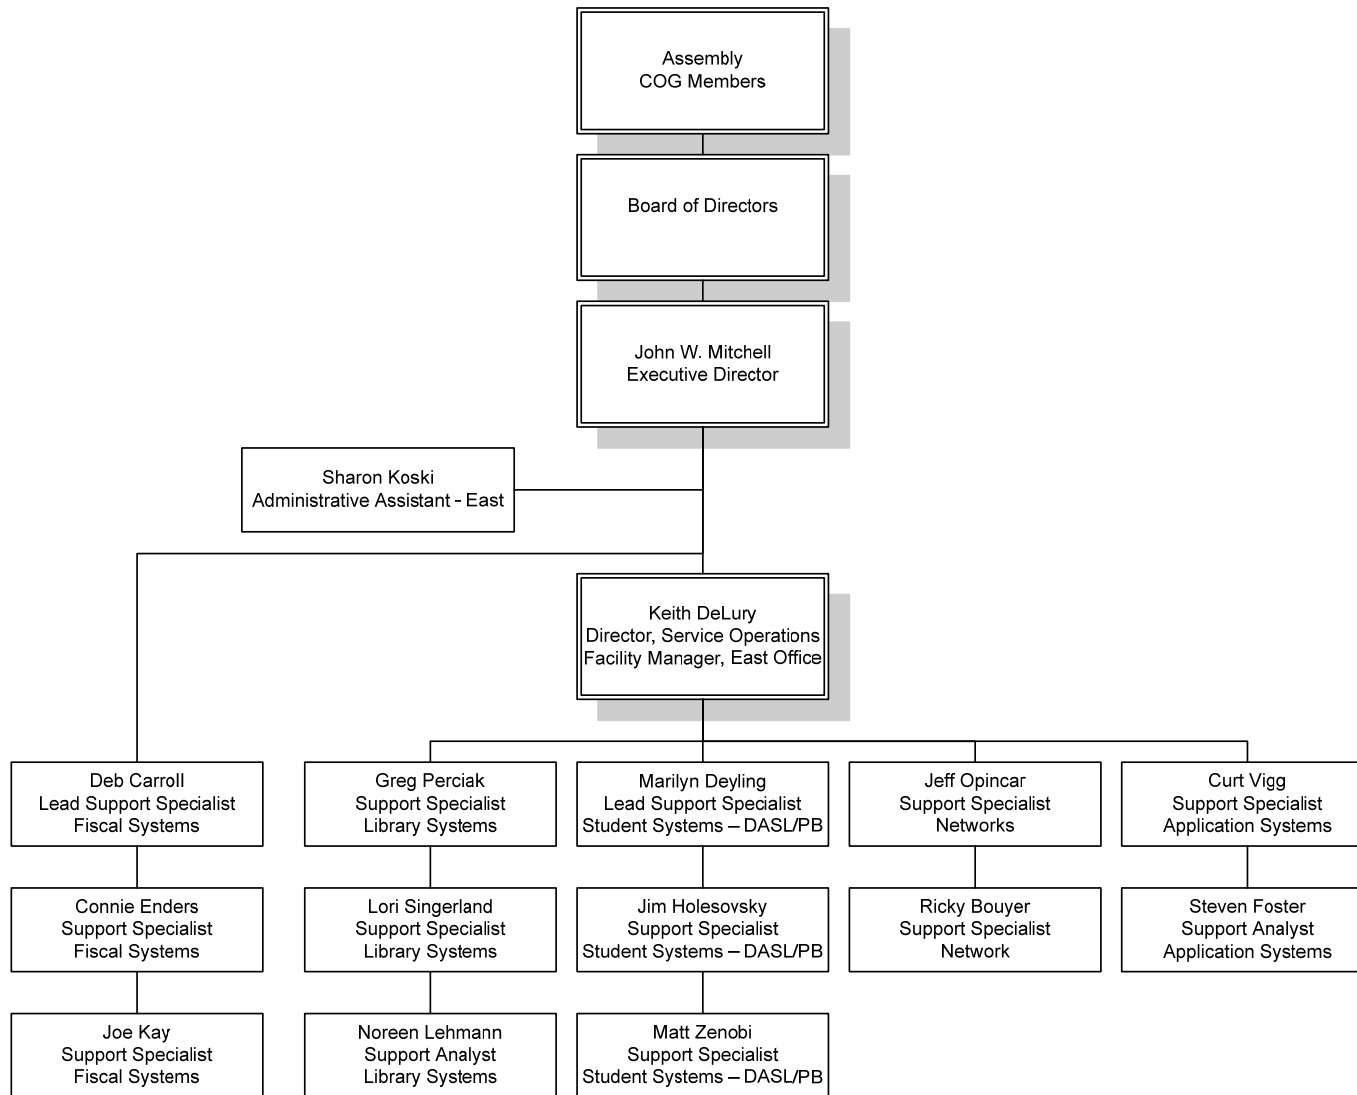 Assembly
COG Members
Board of Directors
John W. Mitchell
Executive Director
Sharon Koski
Administrative Assistant - East
Keith DeLury
Director, Service Operations
Facility Manager, East Office
Deb Carroll
Lead Support Specialist
Fiscal Systems
Greg Perciak
Support Specialist
Library Systems
Marilyn Deyling
Lead Support Specialist
Student Systems – DASL/PB
Jeff Opincar
Support Specialist
Networks
Curt Vigg
Support Specialist
Application Systems
Connie Enders
Support Specialist
Fiscal Systems
Lori Singerland
Support Specialist
Library Systems
Jim Holesovsky
Support Specialist
Student Systems – DASL/PB
Ricky Bouyer
Support Specialist
Network
Steven Foster
Support Analyst
Application Systems
Joe Kay
Support Specialist
Fiscal Systems
Noreen Lehmann
Support Analyst
Library Systems
Matt Zenobi
Support Specialist
Student Systems – DASL/PB